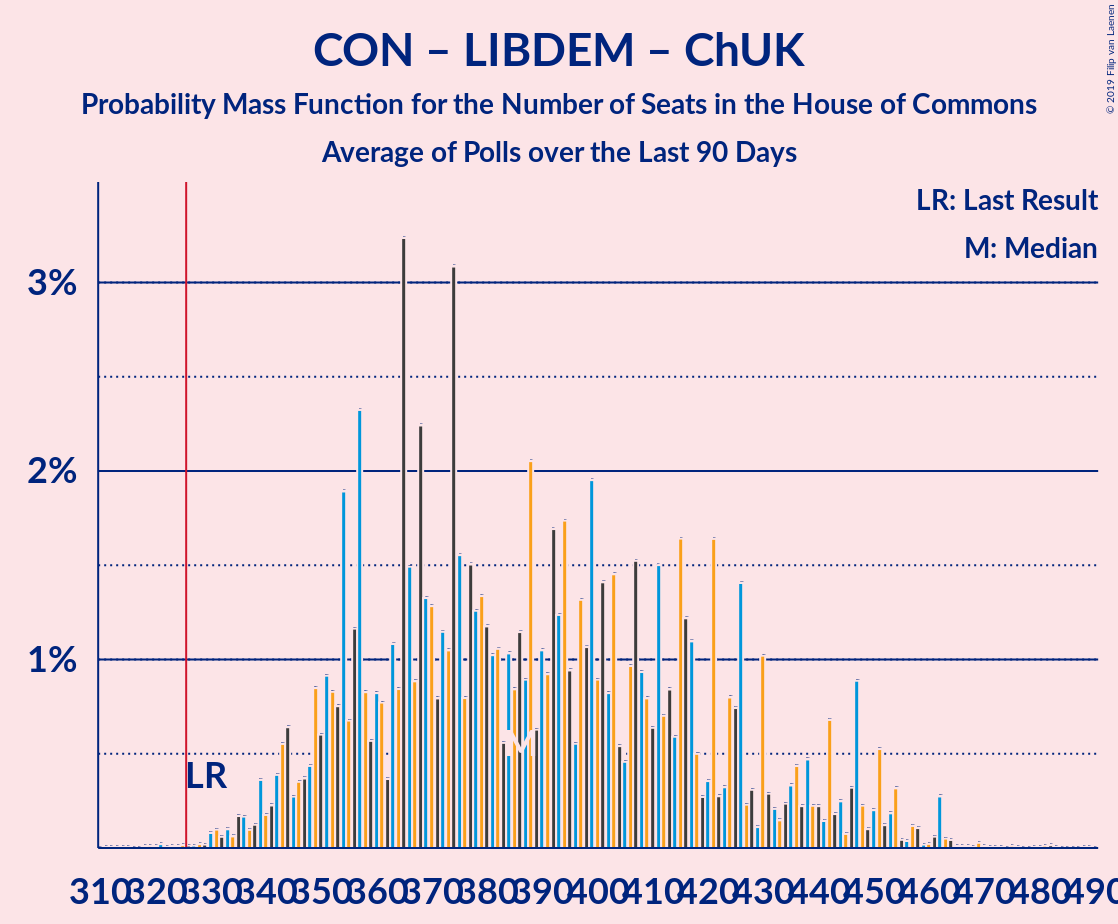 CON – LIBDEM – ChUK
Probability Mass Function for the Number of Seats in the House of Commons
Average of Polls over the Last 90 Days
© 2019 Filip van Laenen
LR: Last Result
M: Median
3%
2%
1%
LR
M
310 320 330 340 350 360 370 380 390 400 410 420 430 440 450 460 470 480 490